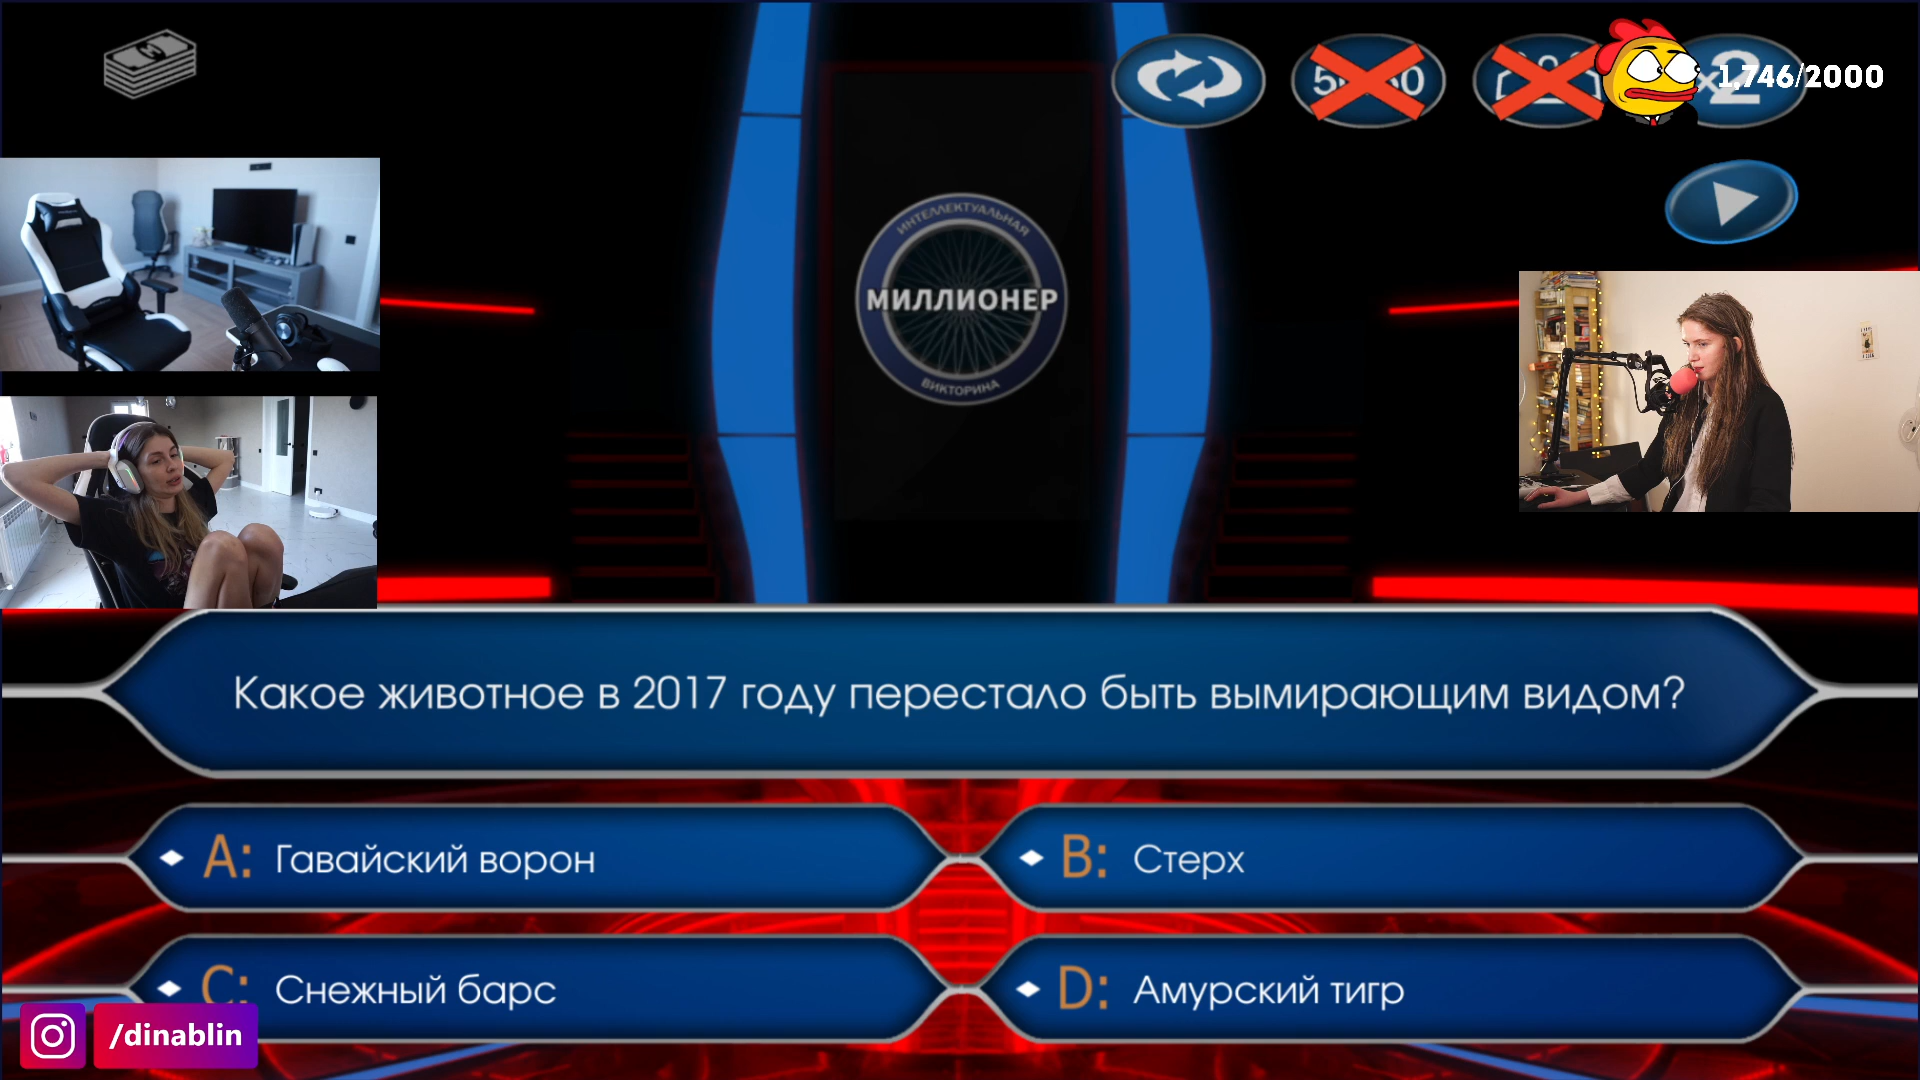 1,746/2000
x2
ИНТЕЛЛЕКТУАЛЬНАЯ
МИЛЛИОНЕР
ВИКТОРИНА
Какое животное в 2017 году перестало быть вымирающим видом?
A: Гавайский ворон
B: Стерх
C: Снежный барс
D: Амурский тигр
/dinablin